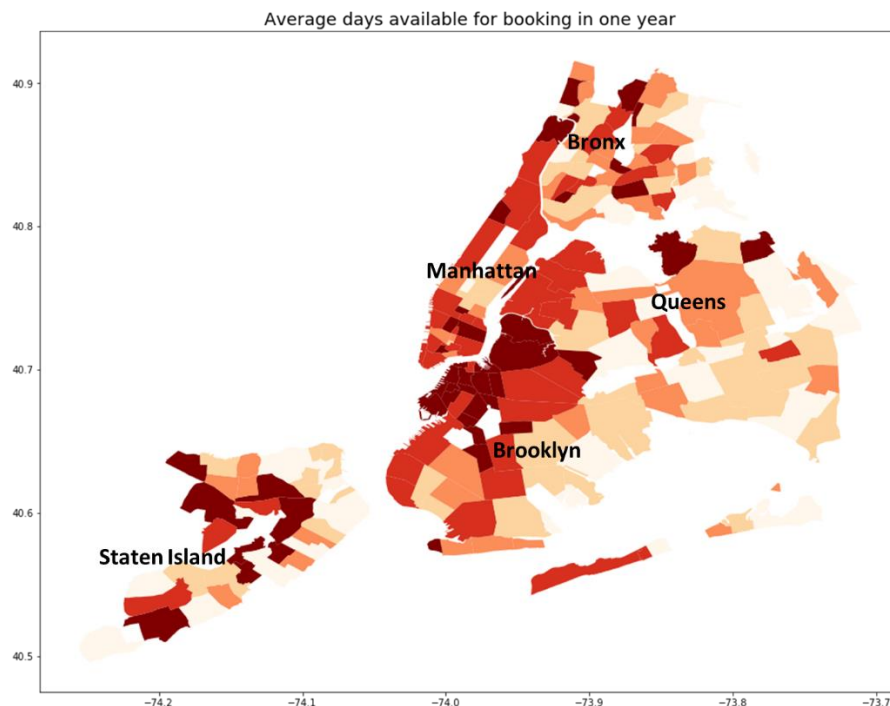 Average days available for booking in one year
40.9
Bronx
40.8
Manhattan
Queens
40.7
Brooklyn
40.6
Staten Island
40.5
−74.2
−74.1
−74.0
−73.9
−73.8
−73.7